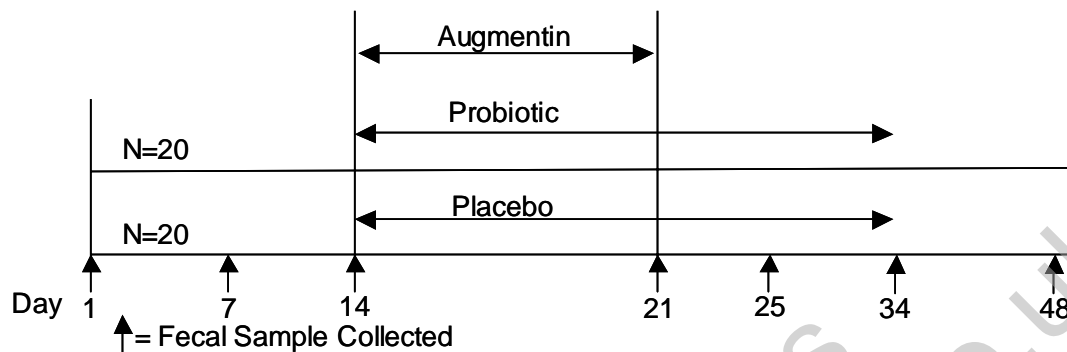 Augmentin
Probiotic
N=20
Placebo
N=20
Day 1 7 14 21 25 34 48
= Fecal Sample Collected